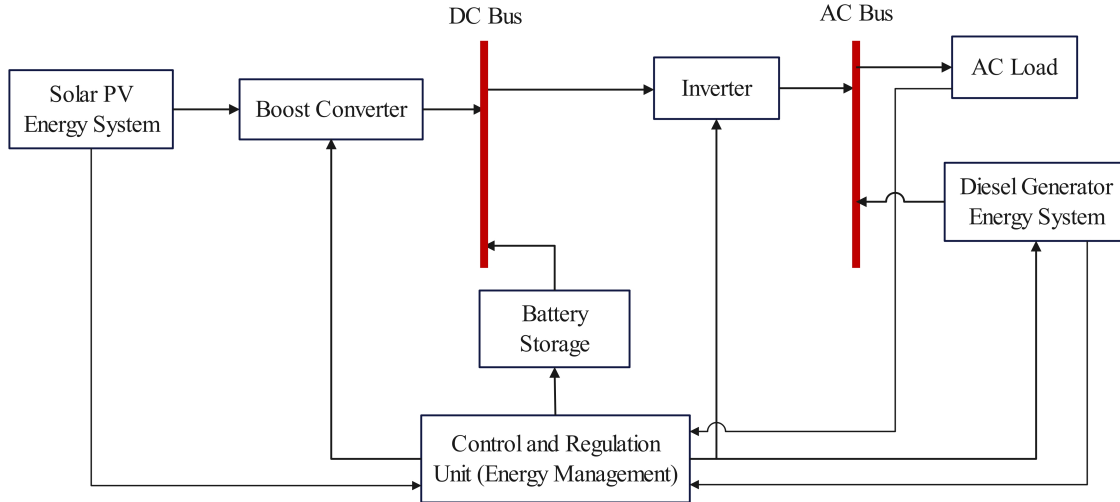 DC Bus
AC Bus
Solar PV
Energy System
Boost Converter
Inverter
AC Load
Diesel Generator
Energy System
Battery
Storage
Control and Regulation
Unit (Energy Management)